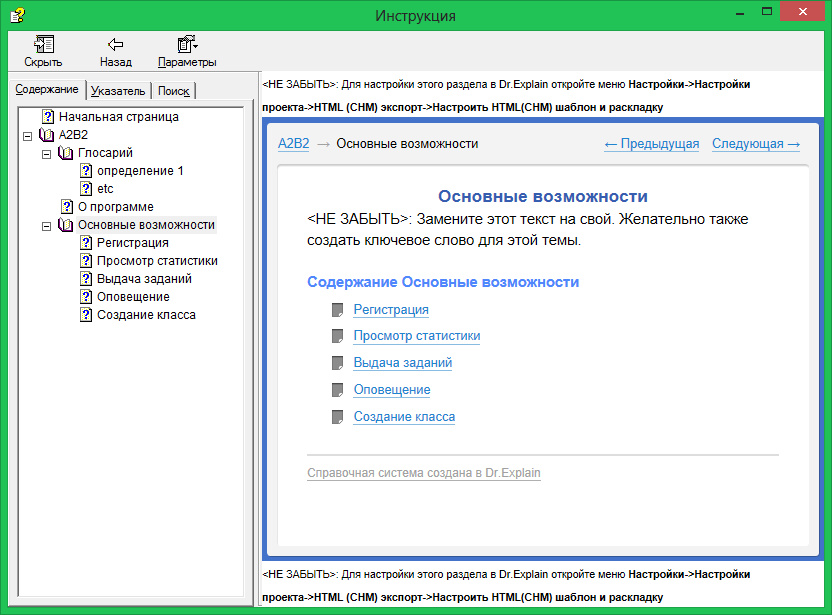 Инструкция
Скрыть Назад Параметры
Содержание Указатель Поиск
Начальная страница
A2B2
Глосарий
определение 1
etc
О программе
Основные возможности
Регистрация
Просмотр статистики
Выдача заданий
Оповещение
Создание класса
<НЕ ЗАБЫТЬ>: Для настройки этого раздела в Dr.Explain откройте меню Настройки->Настройки
проекта->HTML (CHM) экспорт->Настроить HTML(CHM) шаблон и раскладку
A2B2 → Основные возможности ← Предыдущая Следующая →
Основные возможности
<НЕ ЗАБЫТЬ>: Замените этот текст на свой. Желательно также
создать ключевое слово для этой темы.
Содержание Основные возможности
Регистрация
Просмотр статистики
Выдача заданий
Оповещение
Создание класса
Справочная система создана в Dr.Explain
<НЕ ЗАБЫТЬ>: Для настройки этого раздела в Dr.Explain откройте меню Настройки->Настройки
проекта->HTML (CHM) экспорт->Настроить HTML(CHM) шаблон и раскладку